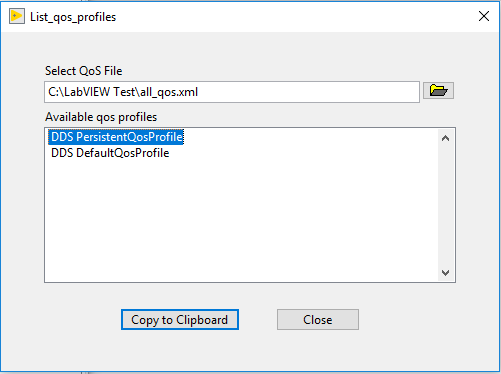 List_qos_profiles
Select QoS File
C:\LabVIEW Test\all_qos.xml
Available qos profiles
DDS PersistentQosProfile
DDS DefaultQosProfile
Copy to Clipboard
Close